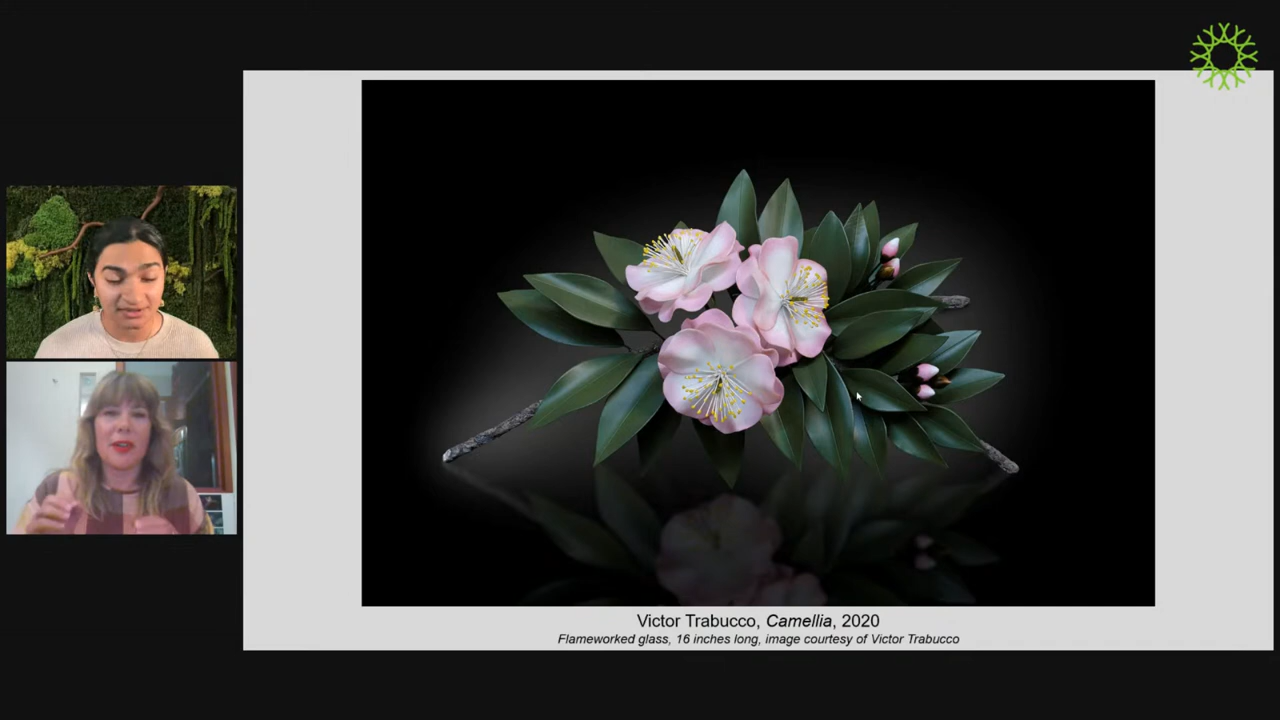 Victor Trabucco, Camellia, 2020
Flameworked glass, 16 inches long, image courtesy of Victor Trabucco